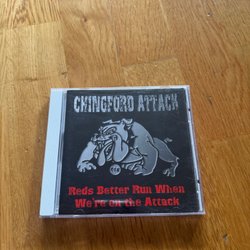 CHINGFORD ATTACK
Reds Better Run When
We're on the Attack